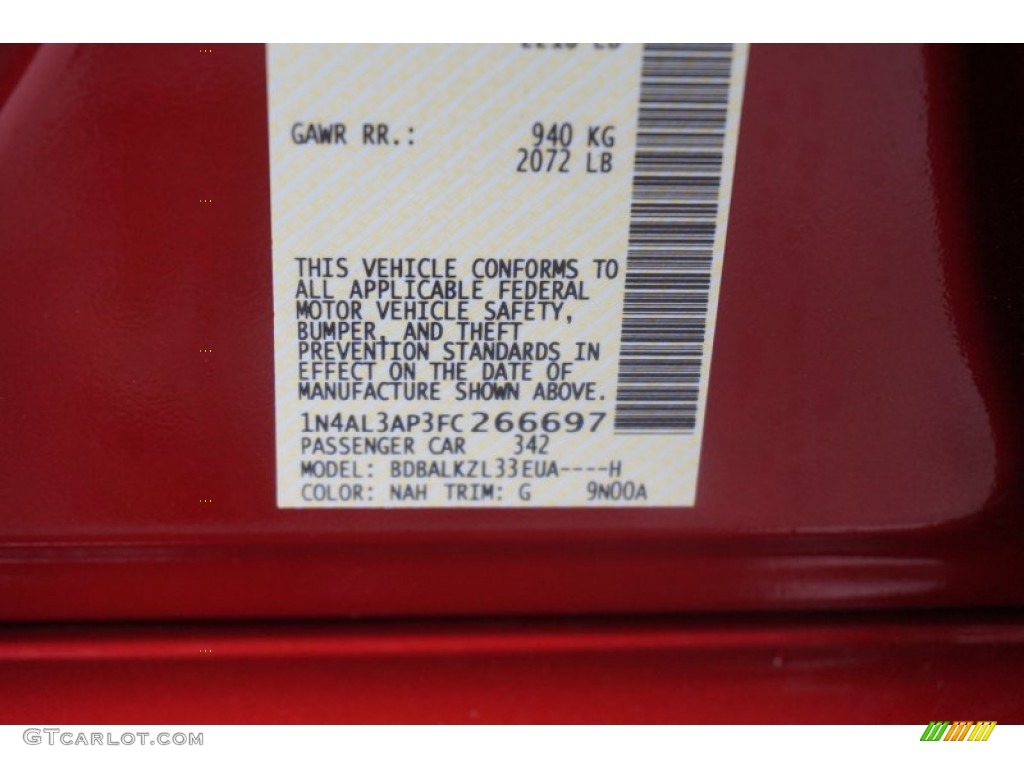 GAWR RR.: 940 KG
2072 LB
THIS VEHICLE CONFORMS TO
ALL APPLICABLE FEDERAL
MOTOR VEHICLE SAFETY,
BUMPER, AND THEFT
PREVENTION STANDARDS IN
EFFECT ON THE DATE OF
MANUFACTURE SHOWN ABOVE.
1N4AL3AP3FC266697
PASSENGER CAR 342
MODEL: BDBALKZL33EUA----H
COLOR: NAH TRIM: G 9N00A
GTCARLOT.COM